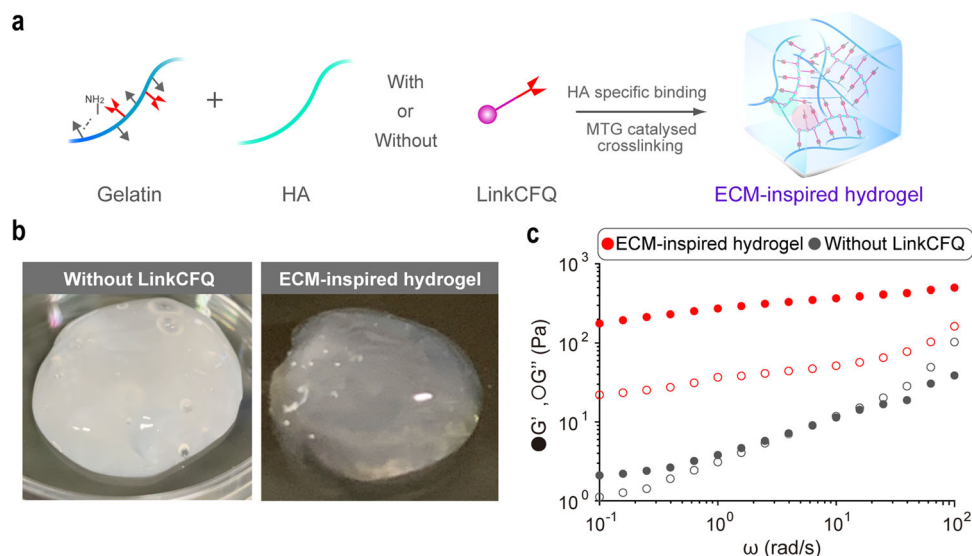 a
NH₂
+
With
or
Without
HA specific binding
MTG catalysed
crosslinking
Gelatin
HA
LinkCFQ
ECM-inspired hydrogel
b
Without LinkCFQ
ECM-inspired hydrogel
c
ECM-inspired hydrogel
Without LinkCFQ
●G' ,OG'' (Pa)
10³
10²
10¹
10⁰
10⁻¹
10⁰
10¹
10²
ω (rad/s)